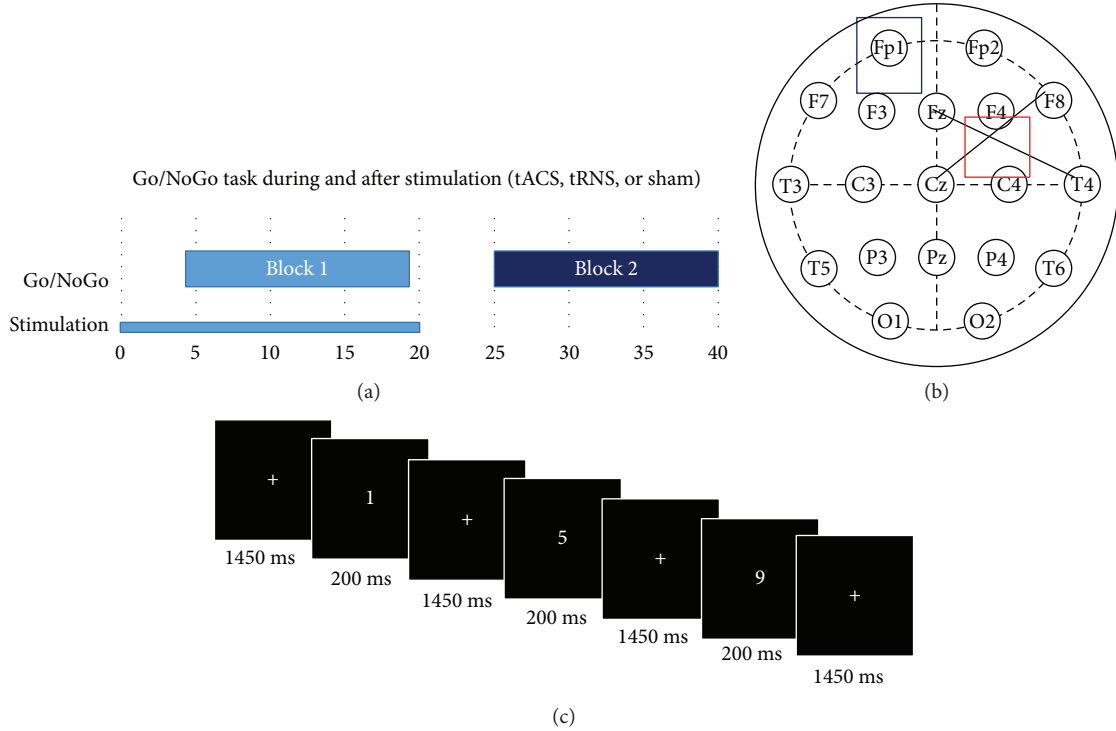 Go/NoGo task during and after stimulation (tACS, tRNS, or sham)
Go/NoGo
Block 1
Block 2
Stimulation
0 5 10 15 20 25 30 35 40
(a)
Fp1 Fp2
F7 F3 Fz F4 F8
T3 C3 Cz C4 T4
T5 P3 Pz P4 T6
O1 O2
(b)
+
1450 ms
1
200 ms
+
1450 ms
5
200 ms
+
1450 ms
9
200 ms
+
1450 ms
(c)